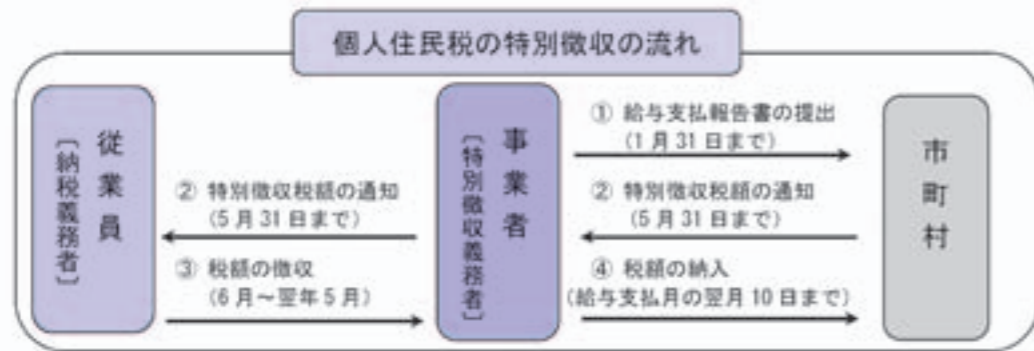 個人住民税の特別徴収の流れ
従業員
〔納税義務者〕
事業者
〔特別徴収義務者〕
市町村
① 給与支払報告書の提出
(1月31日まで)
② 特別徴収税額の通知
(5月31日まで)
② 特別徴収税額の通知
(5月31日まで)
③ 税額の徴収
(6月～翌年5月)
④ 税額の納入
(給与支払月の翌月10日まで)